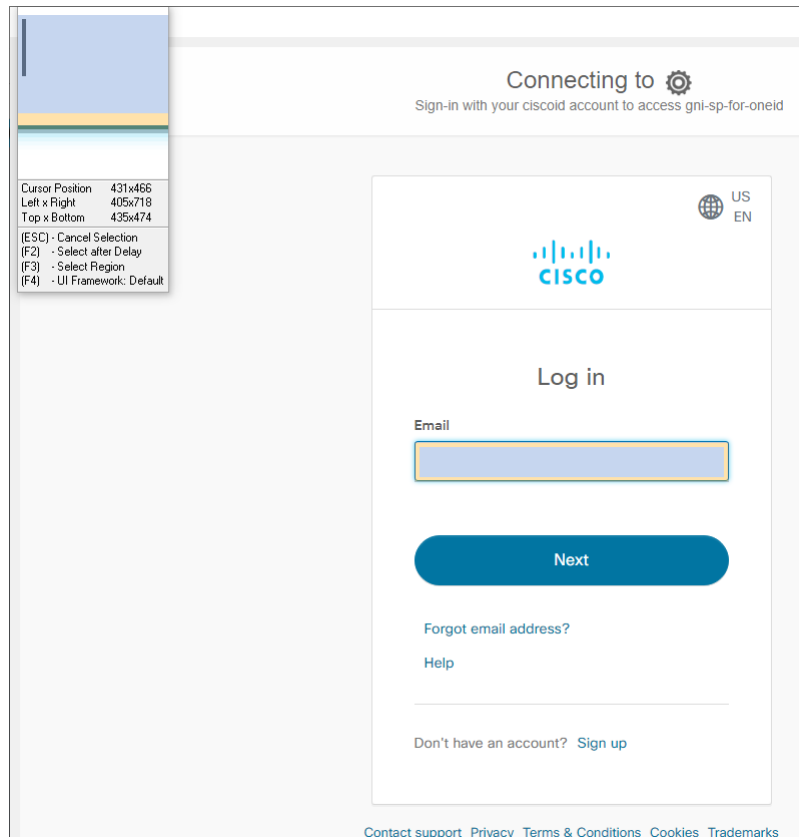 Cursor Position 431x466
Left x Right 405x718
Top x Bottom 435x474
(ESC) - Cancel Selection
(F2) - Select after Delay
(F3) - Select Region
(F4) - UI Framework: Default
Connecting to
Sign-in with your ciscoid account to access gni-sp-for-oneid
US
EN
CISCO
Log in
Email
Next
Forgot email address?
Help
Don't have an account? Sign up
Contact support Privacy Terms & Conditions Cookies Trademarks